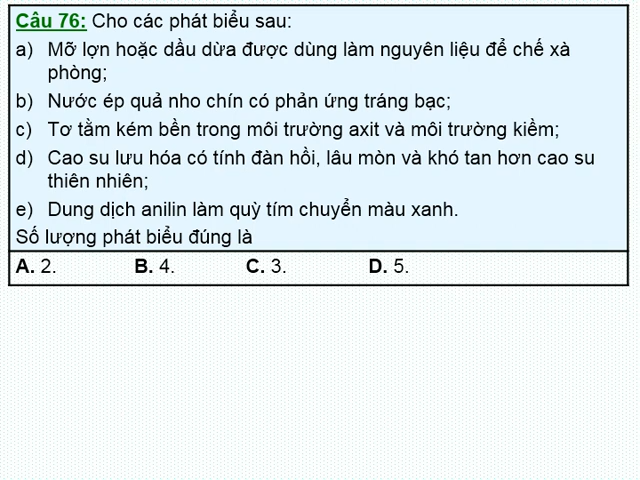 Câu 76: Cho các phát biểu sau:
a) Mỡ lợn hoặc dầu dừa được dùng làm nguyên liệu để chế xà
phòng;
b) Nước ép quả nho chín có phản ứng tráng bạc;
c) Tơ tằm kém bền trong môi trường axit và môi trường kiềm;
d) Cao su lưu hóa có tính đàn hồi, lâu mòn và khó tan hơn cao su
thiên nhiên;
e) Dung dịch anilin làm quỳ tím chuyển màu xanh.
Số lượng phát biểu đúng là
A. 2. B. 4. C. 3. D. 5.